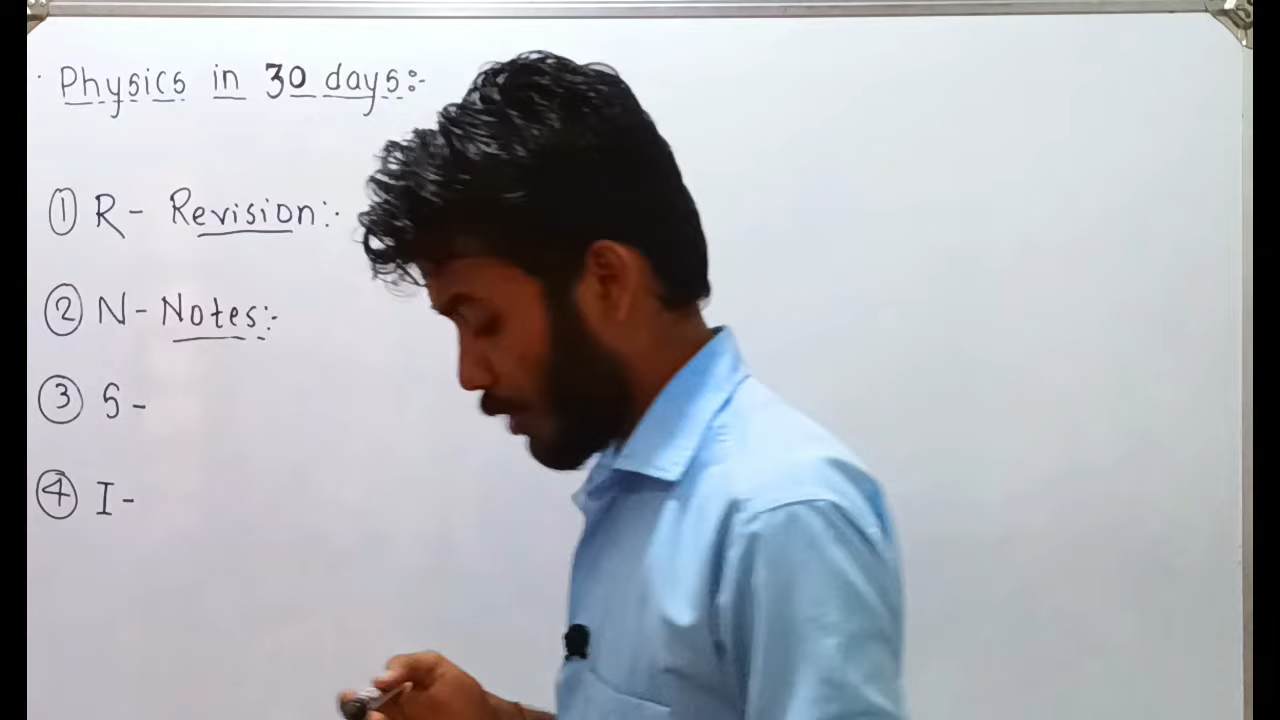 Physics in 30 days:-
① R- Revision:-
② N- Notes:-
③ S-
④ I-